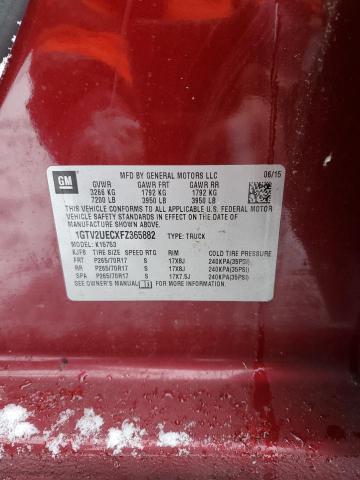 GM
MFD BY GENERAL MOTORS LLC 06/15
GVWR GAWR FRT GAWR RR
3266 KG 1792 KG 1792 KG
7200 LB 3950 LB 3950 LB
THIS VEHICLE CONFORMS TO ALL APPLICABLE U.S. FEDERAL MOTOR
VEHICLE SAFETY STANDARDS IN EFFECT ON THE DATE OF
MANUFACTURE SHOWN ABOVE.
1GTV2UECXFZ365882 TYPE: TRUCK
MODEL: K15753
KJF6 TIRE SIZE SPEED RTG RIM COLD TIRE PRESSURE
FRT P265/70R17 S 17X8J 240KPA(35PSI)
RR P265/70R17 S 17X8J 240KPA(35PSI)
SPA P265/70R17 S 17X7.5J 240KPA(35PSI)
SEE OWNER'S MANUAL FOR ADDITIONAL INFORMATION.